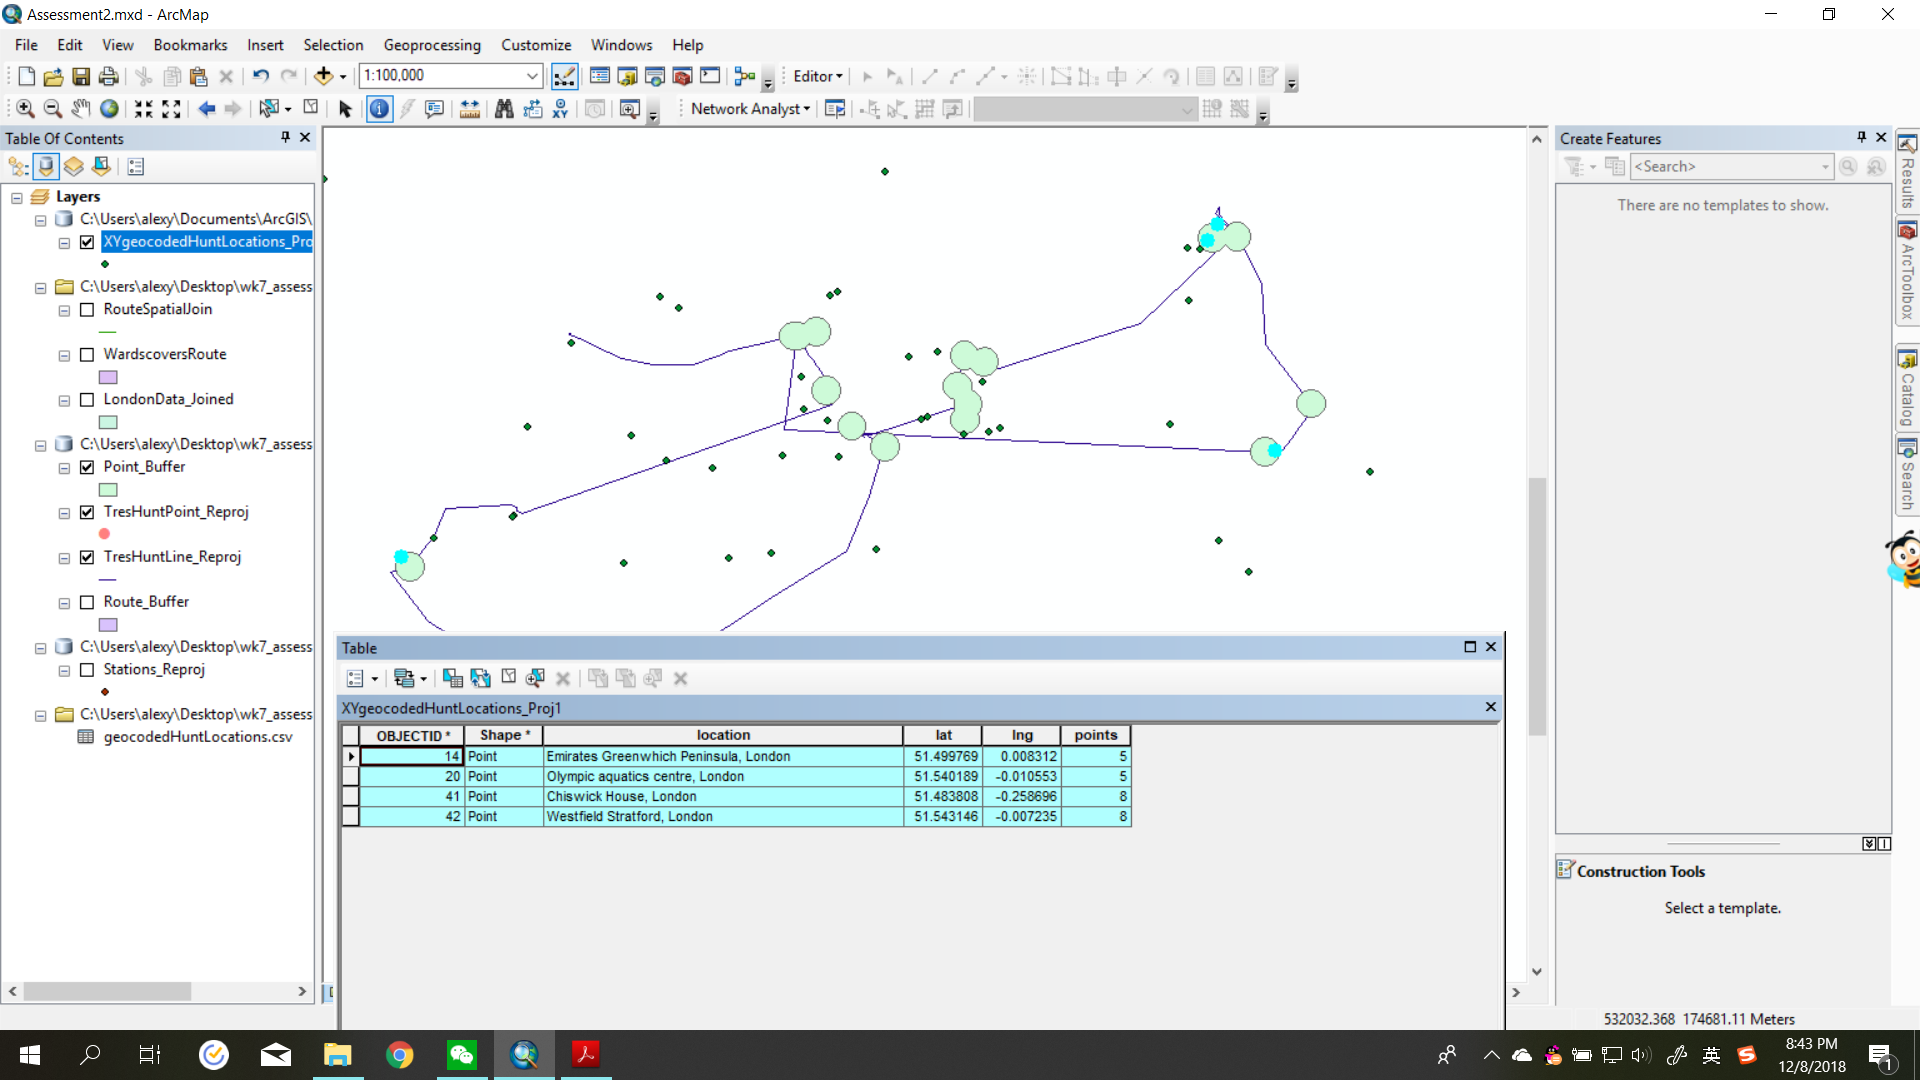 Assessment2.mxd - ArcMap
File Edit View Bookmarks Insert Selection Geoprocessing Customize Windows Help
1:100,000 Editor
Network Analyst
Table Of Contents
Layers
C:\Users\alexy\Documents\ArcGIS\
XYgeocodedHuntLocations_Pro
C:\Users\alexy\Desktop\wk7_assess
RouteSpatialJoin
WardscoversRoute
LondonData_Joined
C:\Users\alexy\Desktop\wk7_assess
Point_Buffer
TresHuntPoint_Reproj
TresHuntLine_Reproj
Route_Buffer
C:\Users\alexy\Desktop\wk7_assess
Stations_Reproj
C:\Users\alexy\Desktop\wk7_assess
geocodedHuntLocations.csv
Table
XYgeocodedHuntLocations_Proj1
OBJECTID * Shape * location lat lng points
14 Point Emirates Greenwhich Peninsula, London 51.499769 0.008312 5
20 Point Olympic aquatics centre, London 51.540189 -0.010553 5
41 Point Chiswick House, London 51.483808 -0.258696 8
42 Point Westfield Stratford, London 51.543146 -0.007235 8
Create Features
<Search>
There are no templates to show.
Construction Tools
Select a template.
Results
ArcToolbox
Catalog
Search
532032.368 174681.11 Meters
英
8:43 PM
12/8/2018
1